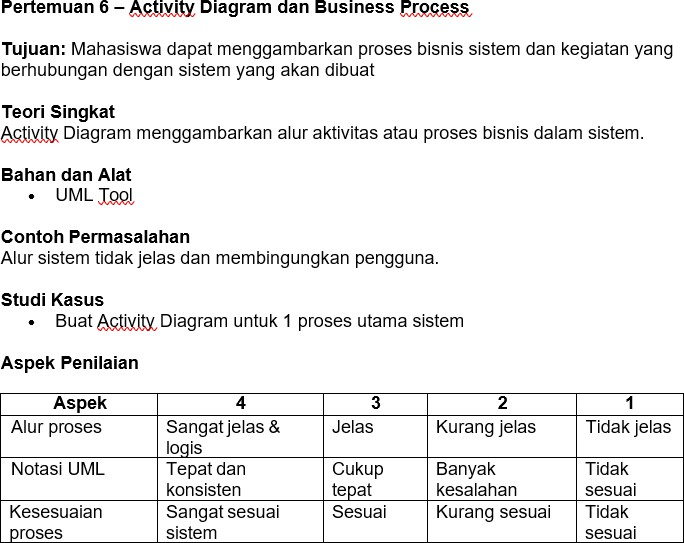 Pertemuan 6 – Activity Diagram dan Business Process
Tujuan: Mahasiswa dapat menggambarkan proses bisnis sistem dan kegiatan yang
berhubungan dengan sistem yang akan dibuat
Teori Singkat
Activity Diagram menggambarkan alur aktivitas atau proses bisnis dalam sistem.
Bahan dan Alat
• UML Tool
Contoh Permasalahan
Alur sistem tidak jelas dan membingungkan pengguna.
Studi Kasus
• Buat Activity Diagram untuk 1 proses utama sistem
Aspek Penilaian
Aspek 4 3 2 1
Alur proses Sangat jelas & Jelas Kurang jelas Tidak jelas
logis
Notasi UML Tepat dan Cukup Banyak Tidak
konsisten tepat kesalahan sesuai
Kesesuaian Sangat sesuai Sesuai Kurang sesuai Tidak
proses sistem sesuai